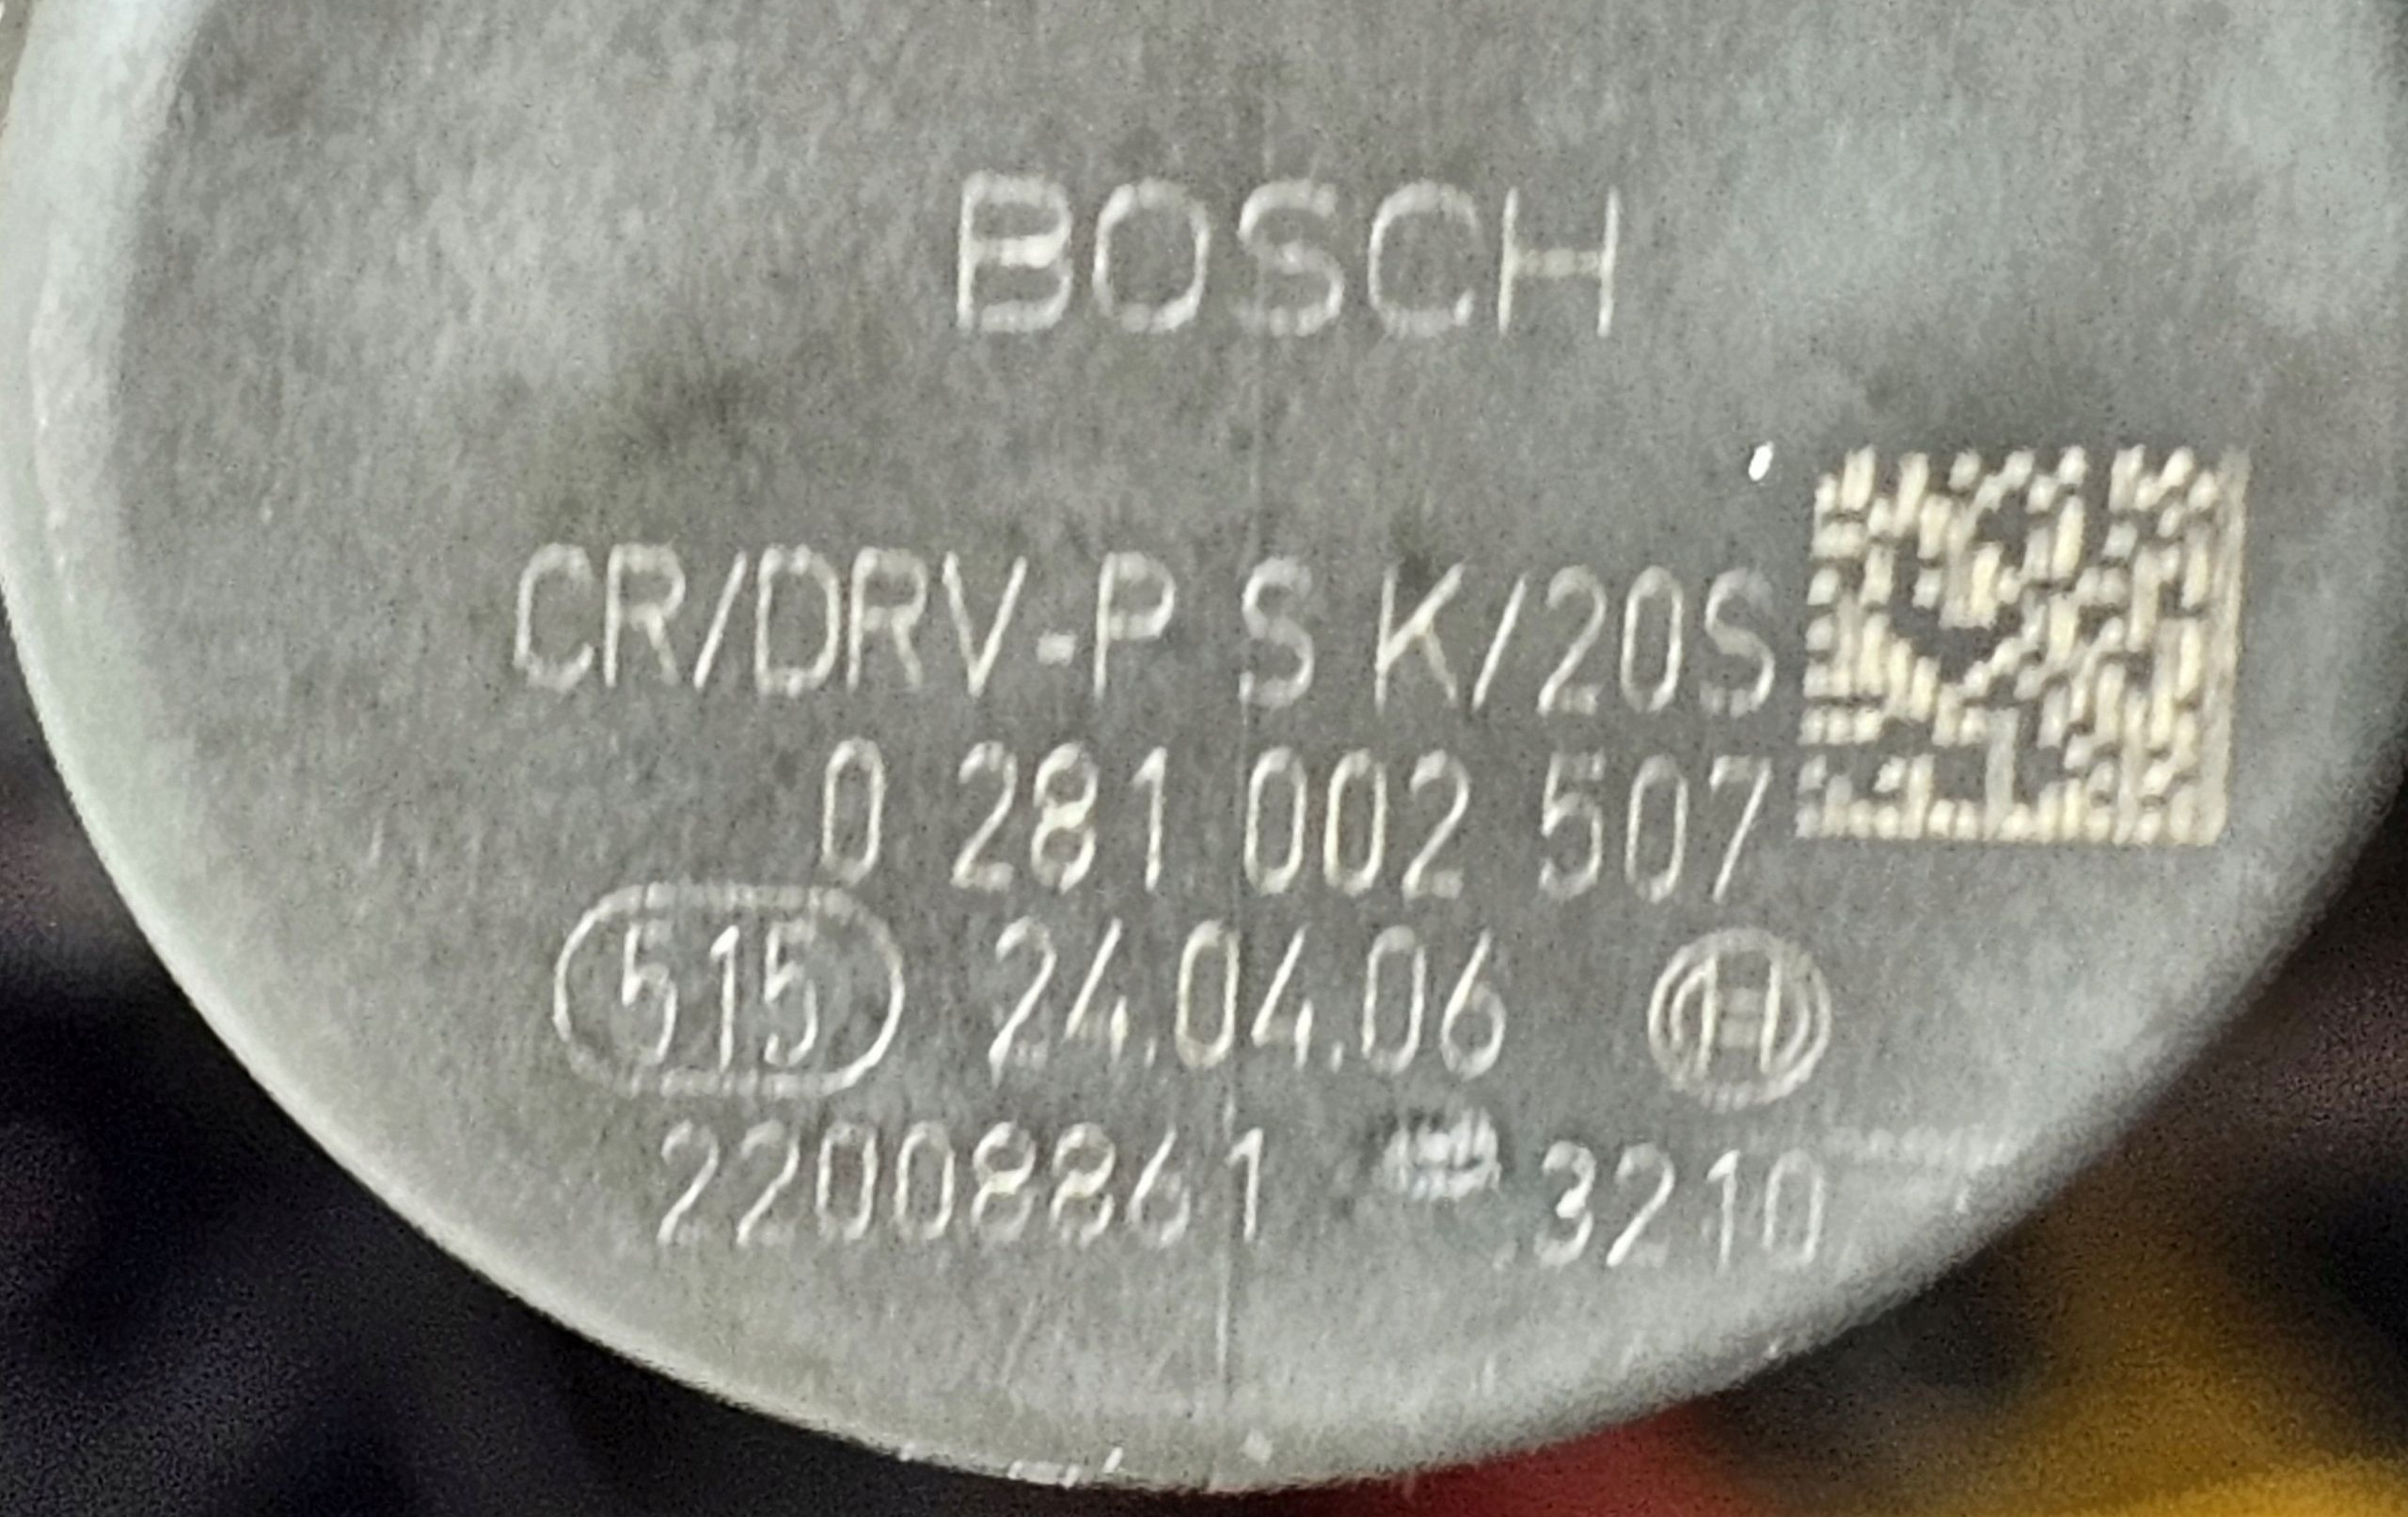 BOSCH
CR/DRV-P S K/20S
0 281 002 507
515 24.04.06
22008861 3210